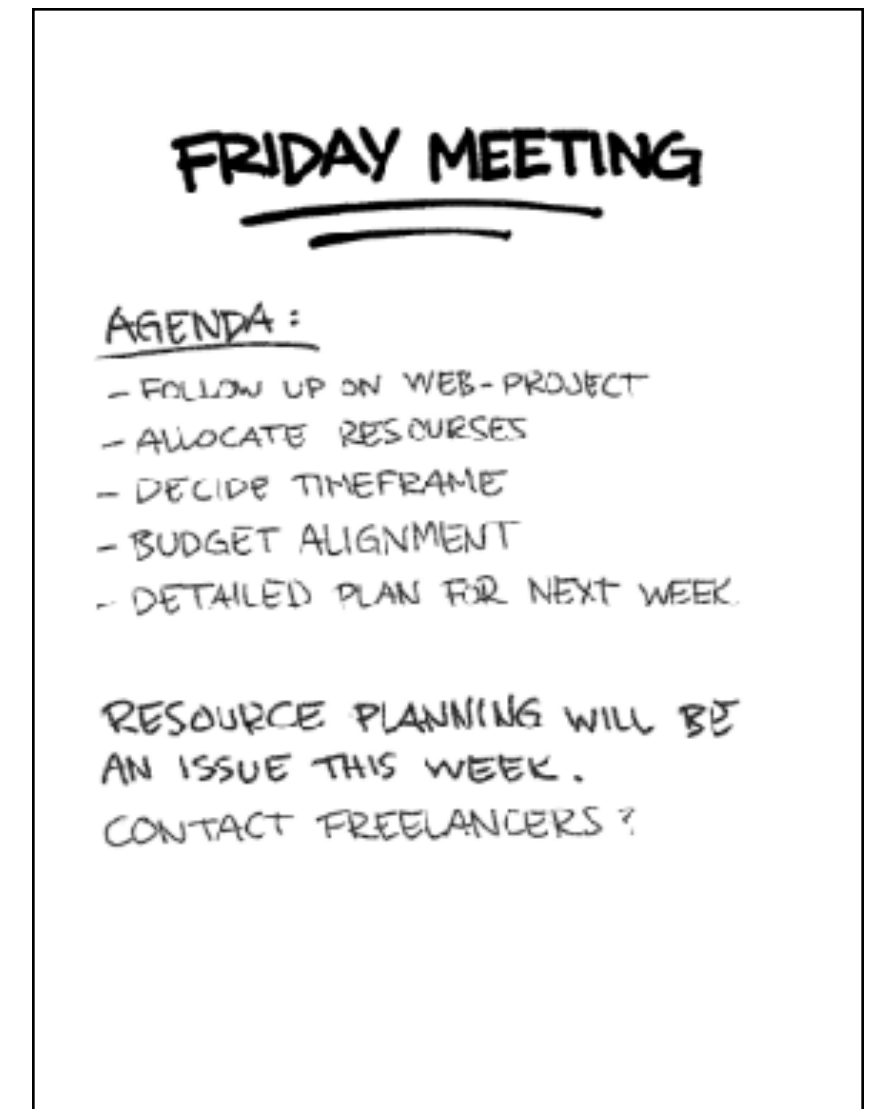 FRIDAY MEETING
AGENDA:
- FOLLOW UP ON WEB-PROJECT
- ALLOCATE RESOURSES
- DECIDE TIMEFRAME
- BUDGET ALIGNMENT
- DETAILED PLAN FOR NEXT WEEK
RESOURCE PLANNING WILL BE
AN ISSUE THIS WEEK.
CONTACT FREELANCERS?